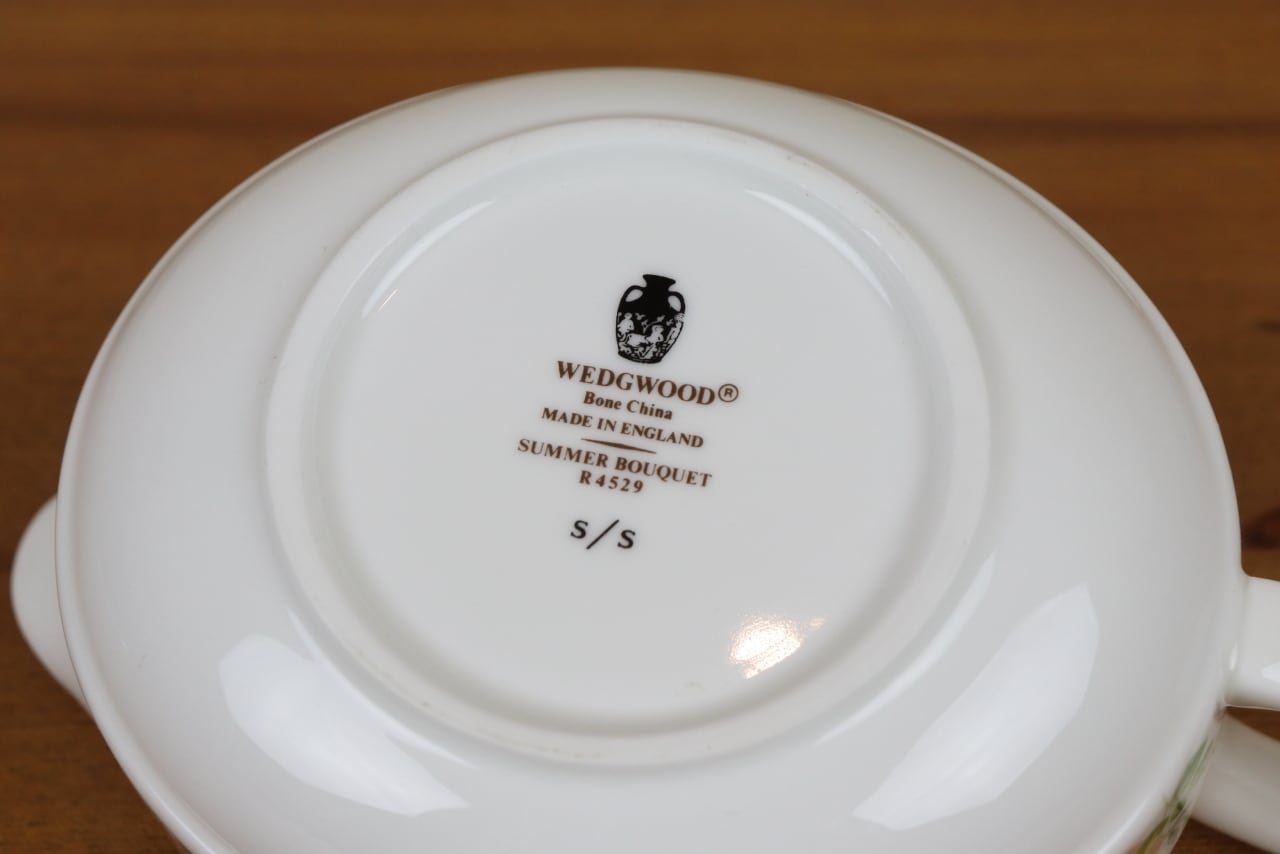 WEDGWOOD®
Bone China
MADE IN ENGLAND
SUMMER BOUQUET
R4529
S/S